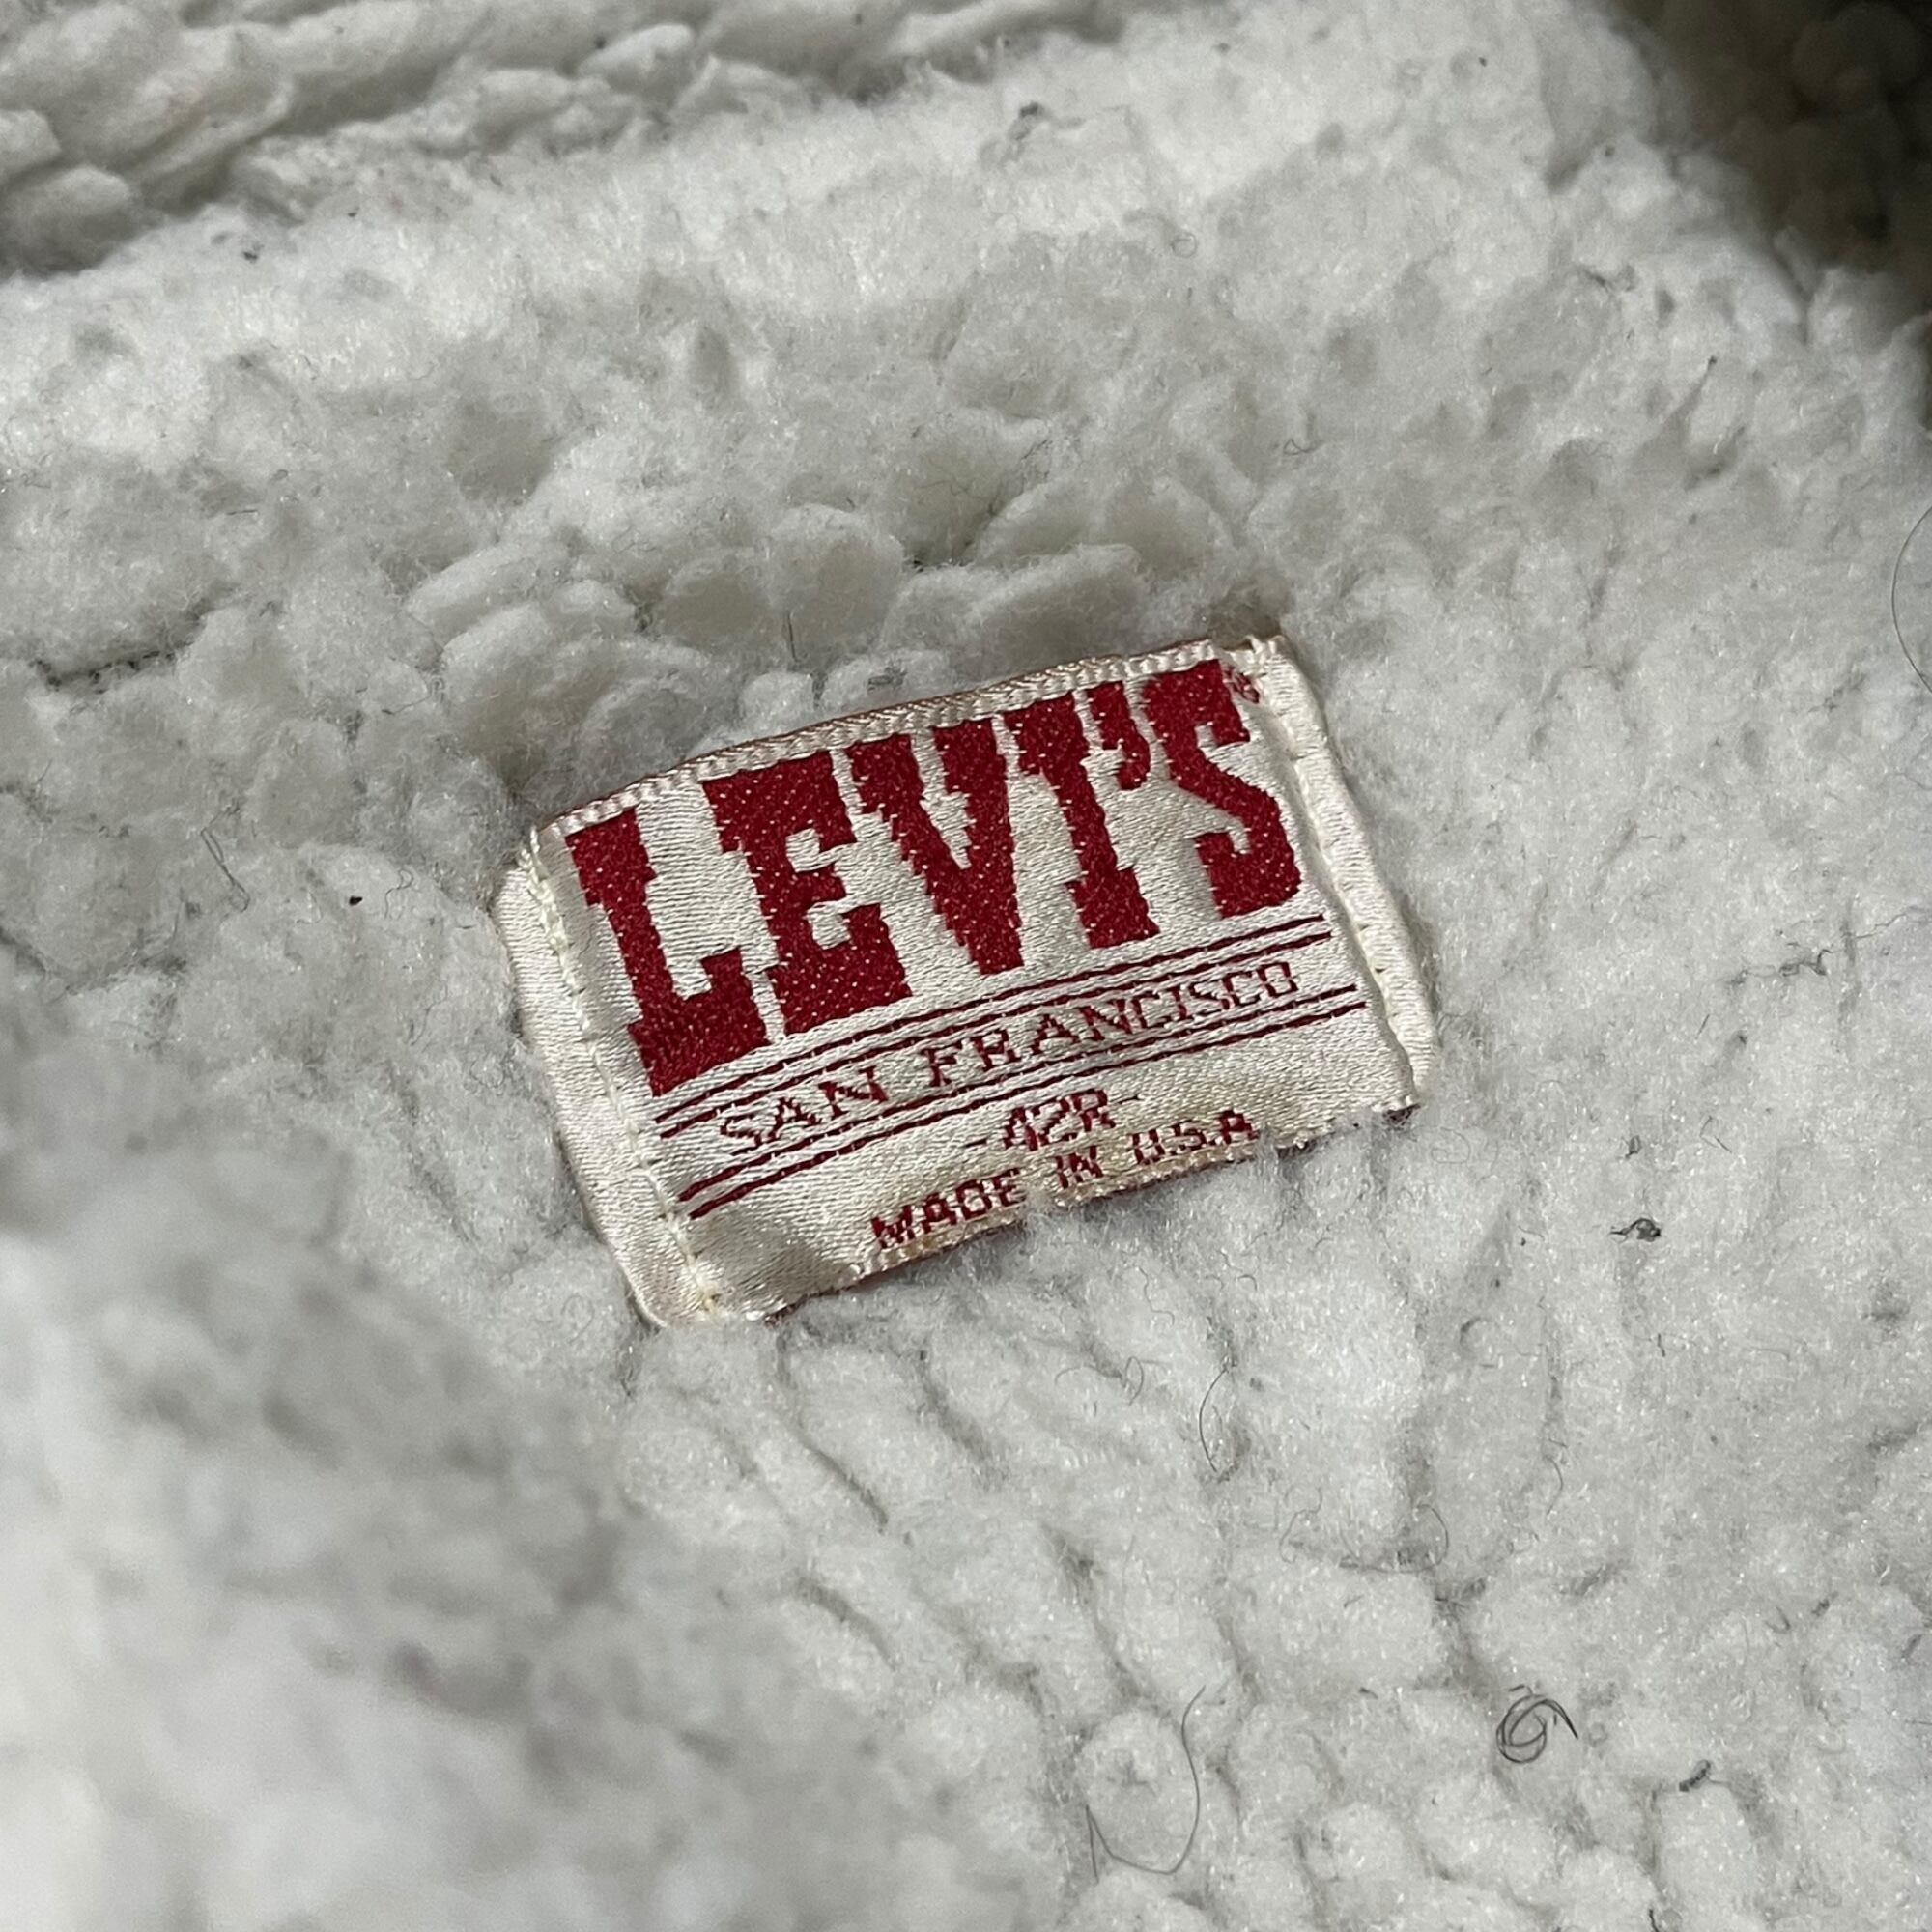 LEVI'S®
SAN FRANCISCO
-42R-
MADE IN U.S.A